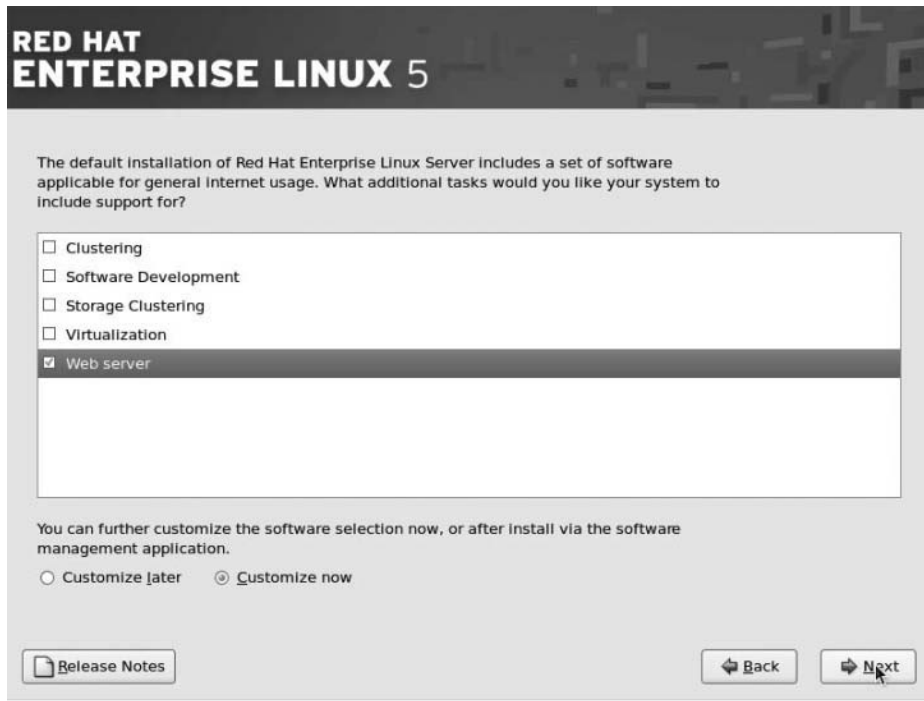 RED HAT
ENTERPRISE LINUX 5
The default installation of Red Hat Enterprise Linux Server includes a set of software
applicable for general internet usage. What additional tasks would you like your system to
include support for?
Clustering
Software Development
Storage Clustering
Virtualization
Web server
You can further customize the software selection now, or after install via the software
management application.
Customize later
Customize now
Release Notes
Back
Next